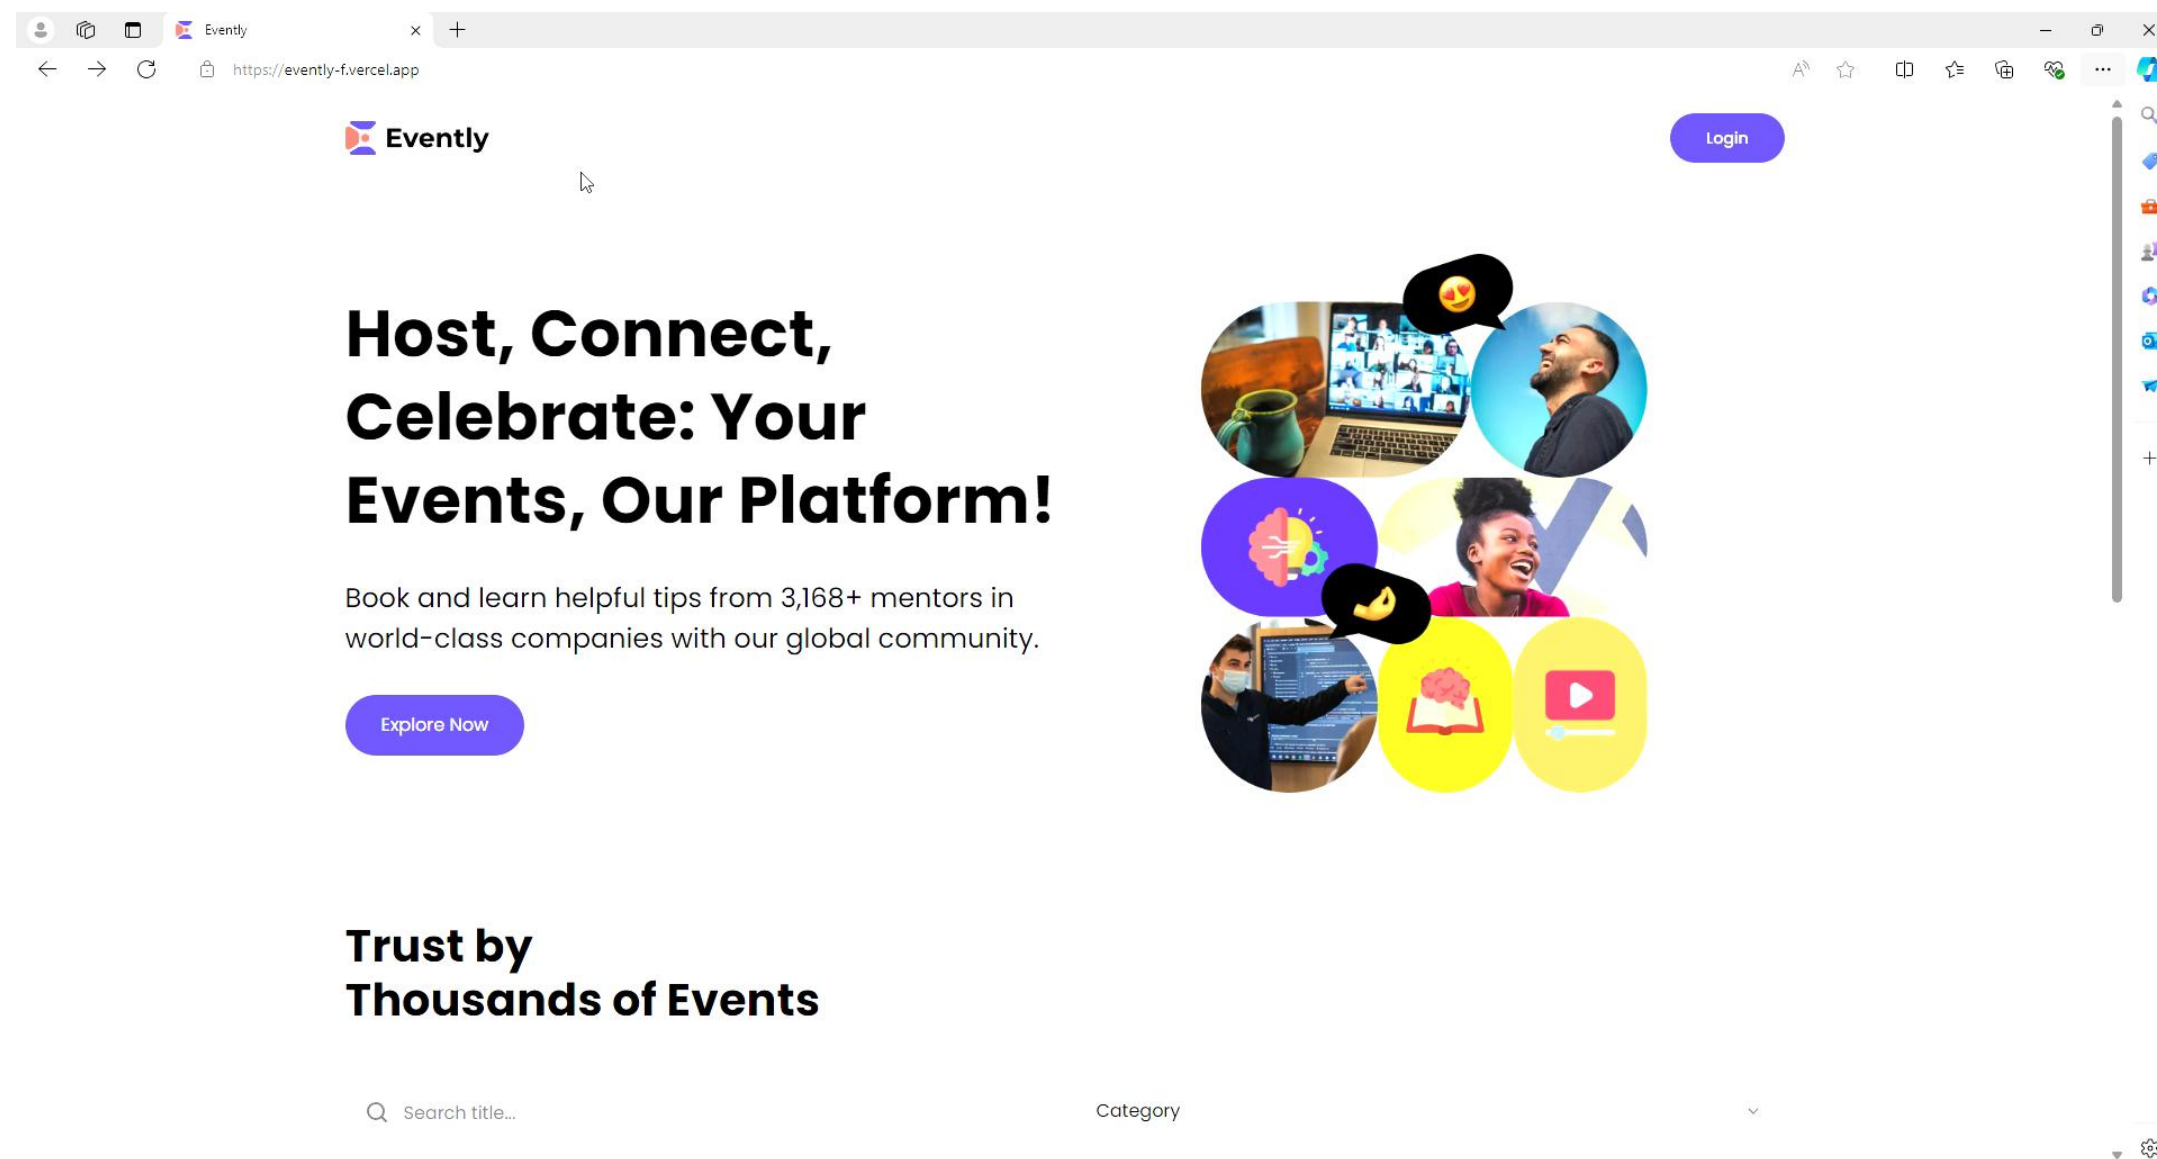 Evently
https://evently-f.vercel.app
Evently
Login
Host, Connect,
Celebrate: Your
Events, Our Platform!
Book and learn helpful tips from 3,168+ mentors in
world-class companies with our global community.
Explore Now
Trust by
Thousands of Events
Search title...
Category